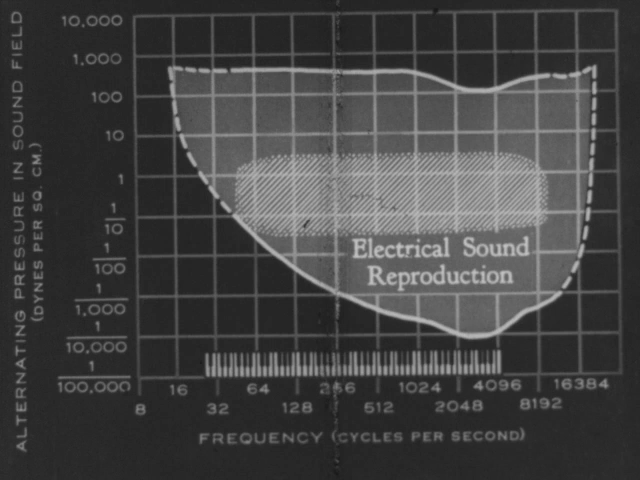 ALTERNATING PRESSURE IN SOUND FIELD
(DYNES PER SQ. CM.)
10,000
1,000
100
10
1
1/10
1/100
1/1,000
1/10,000
1/100,000
Electrical Sound
Reproduction
16 64 256 1024 4096 16384
8 32 128 512 2048 8192
FREQUENCY (CYCLES PER SECOND)